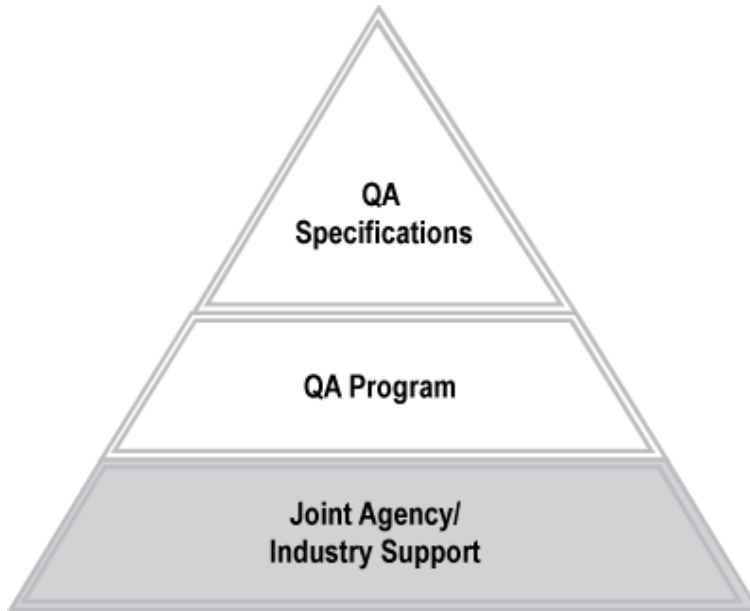 QA
Specifications
QA Program
Joint Agency/
Industry Support